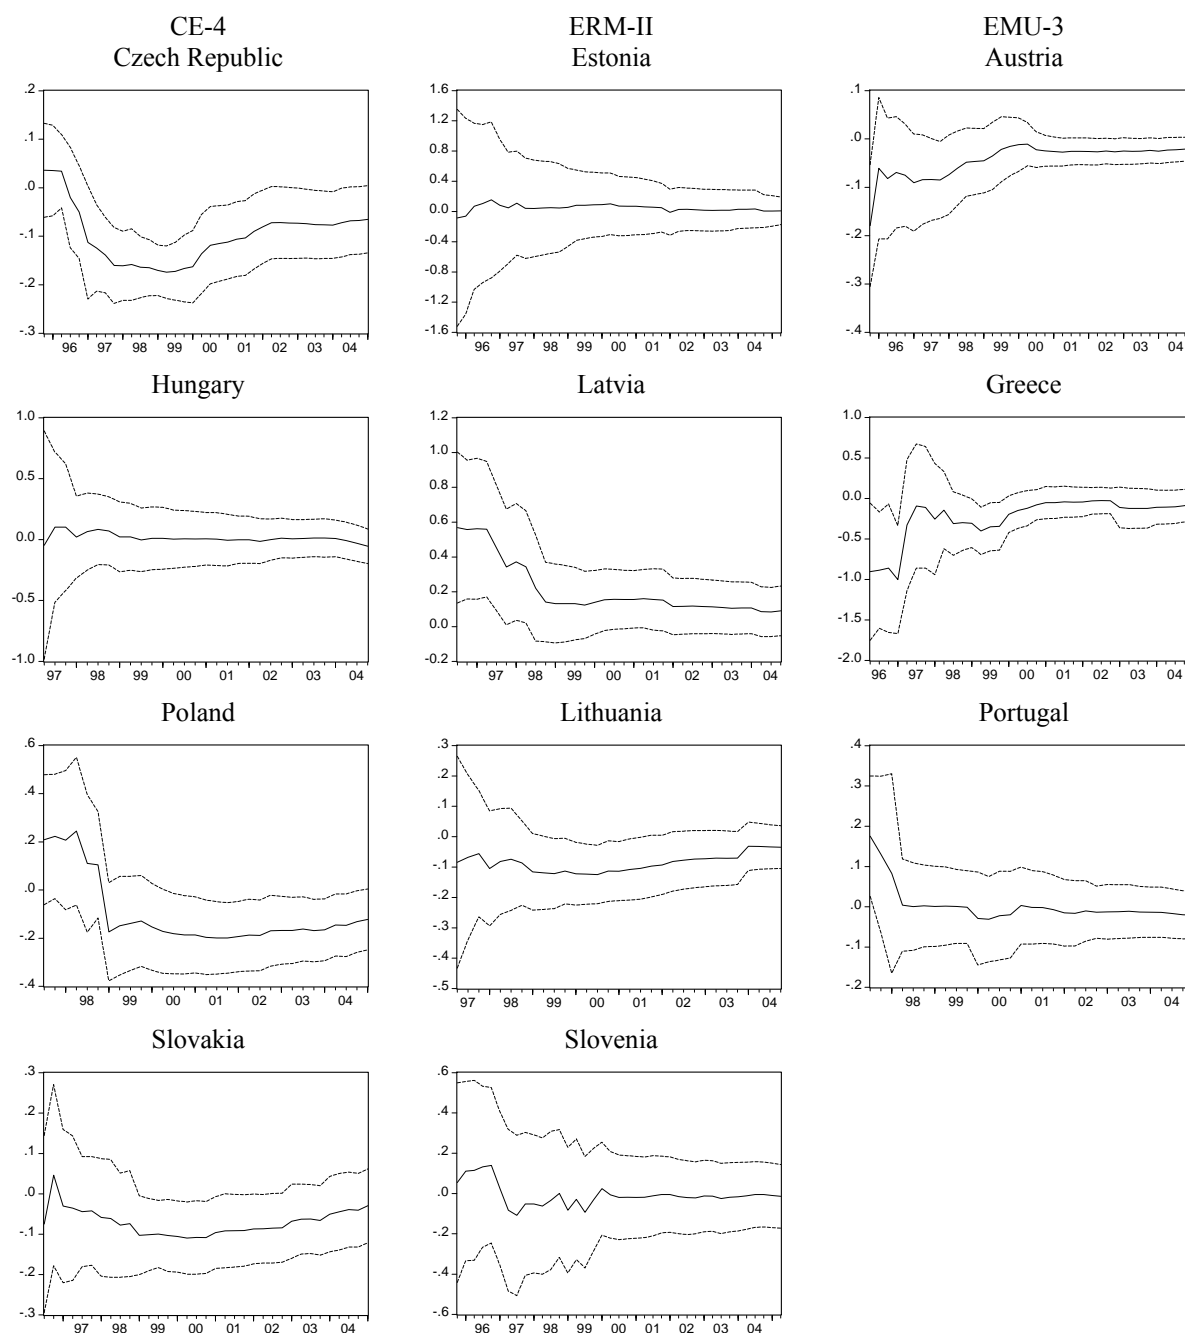 CE-4 ERM-II EMU-3
Czech Republic Estonia Austria
.2 1.6 .1
.1 1.2 .0
.0 0.8 -.1
-.1 0.4 -.2
-.2 0.0 -.3
-.3 -0.4 -.4
-0.8
-1.2
-1.6
96 97 98 99 00 01 02 03 04 96 97 98 99 00 01 02 03 04 96 97 98 99 00 01 02 03 04
Hungary Latvia Greece
1.0 1.2 1.0
0.5 1.0 0.5
0.0 0.8 0.0
-0.5 0.6 -0.5
-1.0 0.4 -1.0
0.2 -1.5
0.0 -2.0
-0.2
97 98 99 00 01 02 03 04 96 97 98 99 00 01 02 03 04 96 97 98 99 00 01 02 03 04
Poland Lithuania Portugal
.6 .3 .4
.4 .2 .3
.2 .1 .2
.0 .0 .1
-.2 -.1 .0
-.4 -.2 -.1
-.3 -.2
-.4
-.5
98 99 00 01 02 03 04 97 98 99 00 01 02 03 04 98 99 00 01 02 03 04
Slovakia Slovenia
.3 .6
.2 .4
.1 .2
.0 .0
-.1 -.2
-.2 -.4
-.3 -.6
97 98 99 00 01 02 03 04 96 97 98 99 00 01 02 03 04